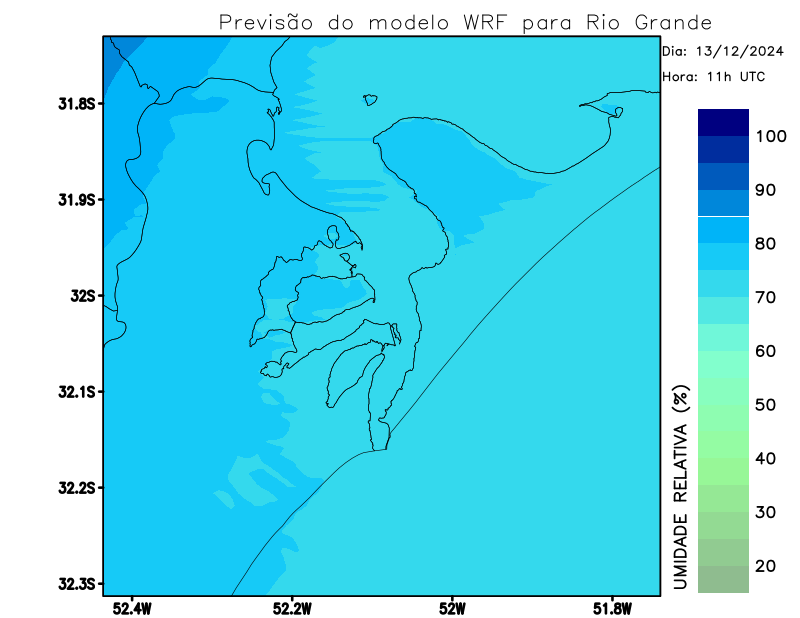 Previsão do modelo WRF para Rio Grande
Dia: 13/12/2024
Hora: 11h UTC
31.8S
31.9S
32S
32.1S
32.2S
32.3S
52.4W
52.2W
52W
51.8W
100
90
80
70
60
50
40
30
20
UMIDADE RELATIVA (%)